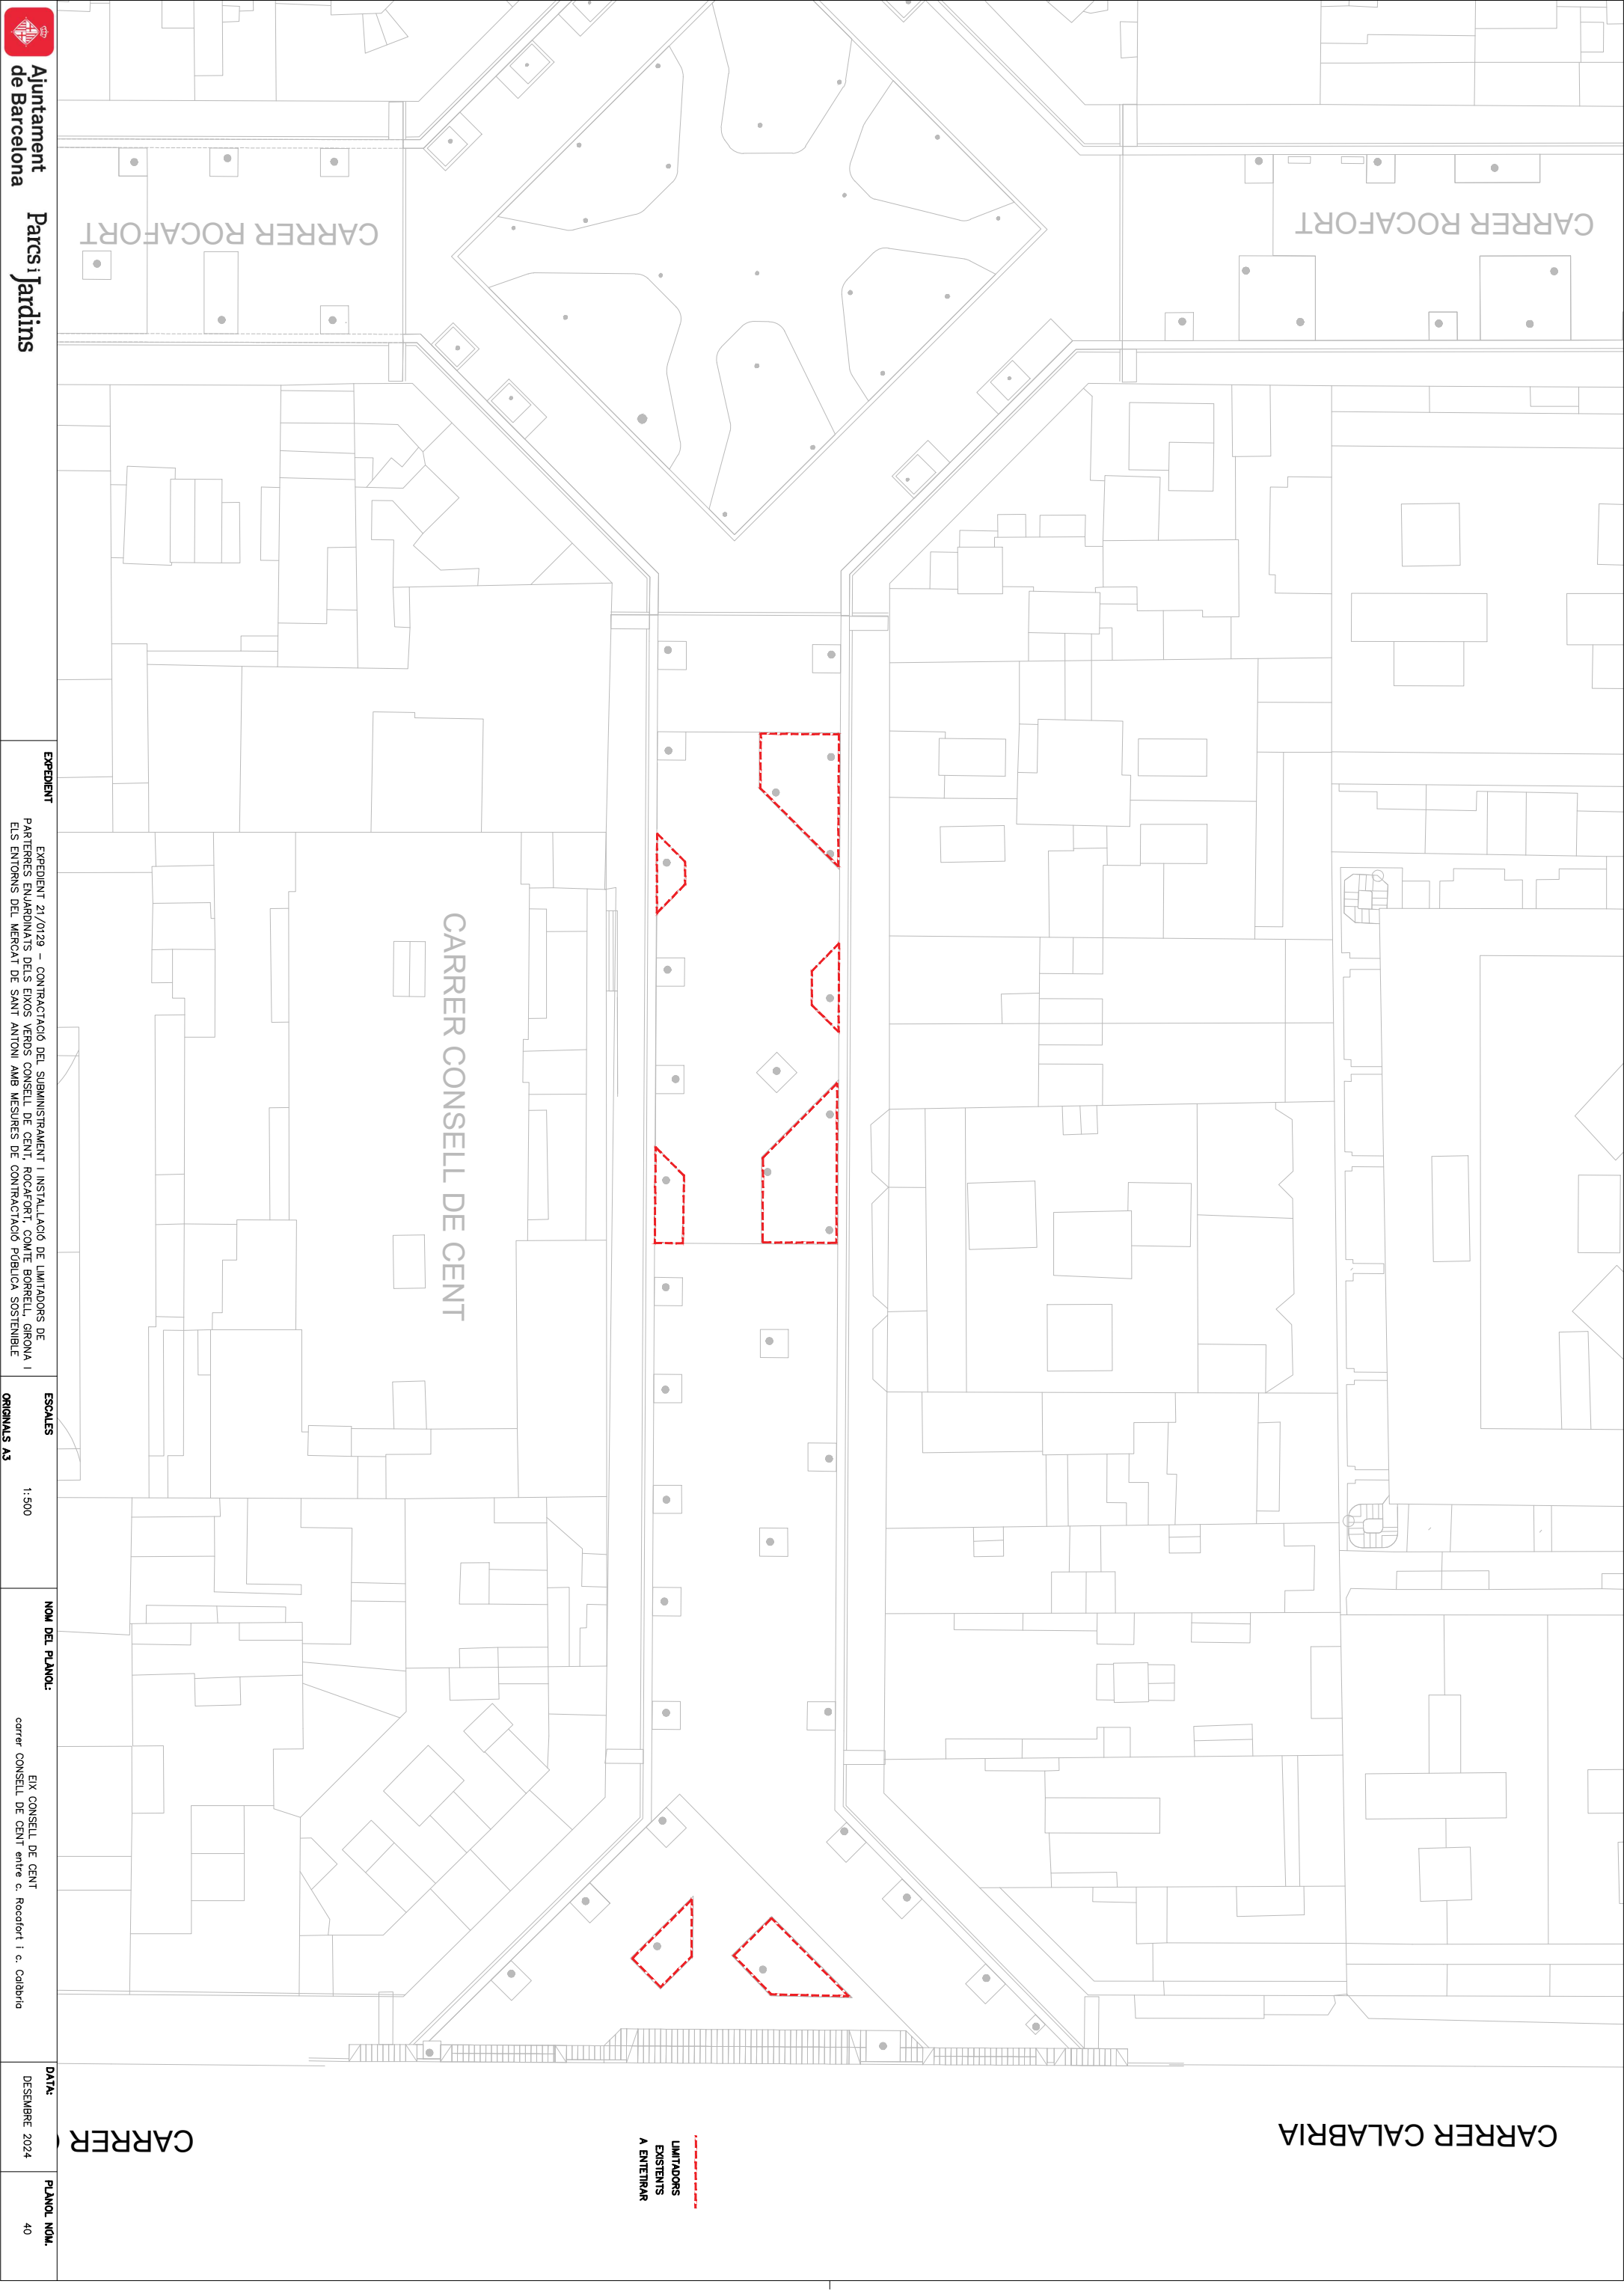 Ajuntament
de Barcelona
Parcs i Jardins
EXPEDIENT
EXPEDIENT 21/0129 – CONTRACTACIÓ DEL SUBMINISTRAMENT I INSTAL.LACIÓ DE LIMITADORS DE
PARTERRES ENJARDINATS DELS EIXOS VERDS CONSELL DE CENT, ROCAFORT, COMTE BORRELL, GIRONA I
ELS ENTORNS DEL MERCAT DE SANT ANTONI AMB MESURES DE CONTRACTACIÓ PÚBLICA SOSTENIBLE
ESCALES
1:500
ORIGINALS A3
NOM DEL PLÀNOL:
EIX CONSELL DE CENT
carrer CONSELL DE CENT entre c. Rocafort i c. Calàbria
DATA:
DESEMBRE 2024
PLÀNOL NÚM.
40
CARRER ROCAFORT
CARRER ROCAFORT
CARRER CONSELL DE CENT
CARRER CALABRIA
CARRER
LIMITADORS
EXISTENTS
A ENTETIRAR